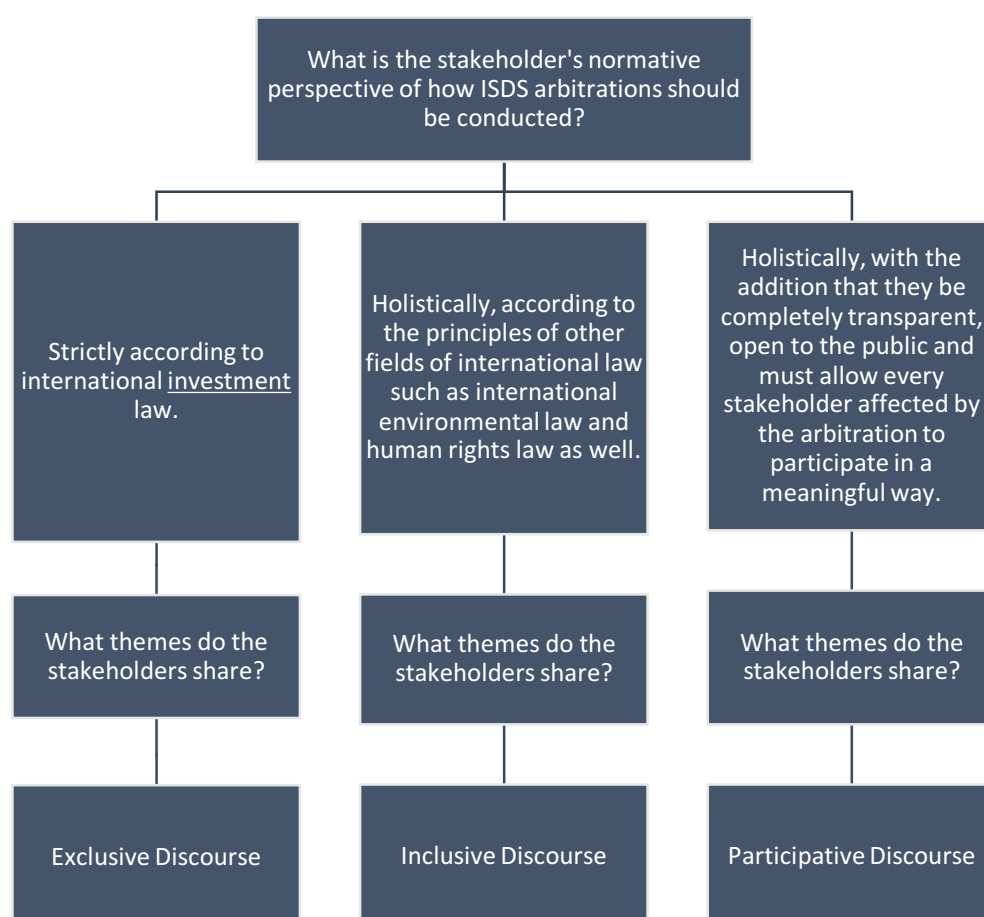 What is the stakeholder's normative
perspective of how ISDS arbitrations should
be conducted?
Strictly according to
international investment
law.
Holistically, according to
the principles of other
fields of international law
such as international
environmental law and
human rights law as well.
Holistically, with the
addition that they be
completely transparent,
open to the public and
must allow every
stakeholder affected by
the arbitration to
participate in a
meaningful way.
What themes do the
stakeholders share?
What themes do the
stakeholders share?
What themes do the
stakeholders share?
Exclusive Discourse
Inclusive Discourse
Participative Discourse